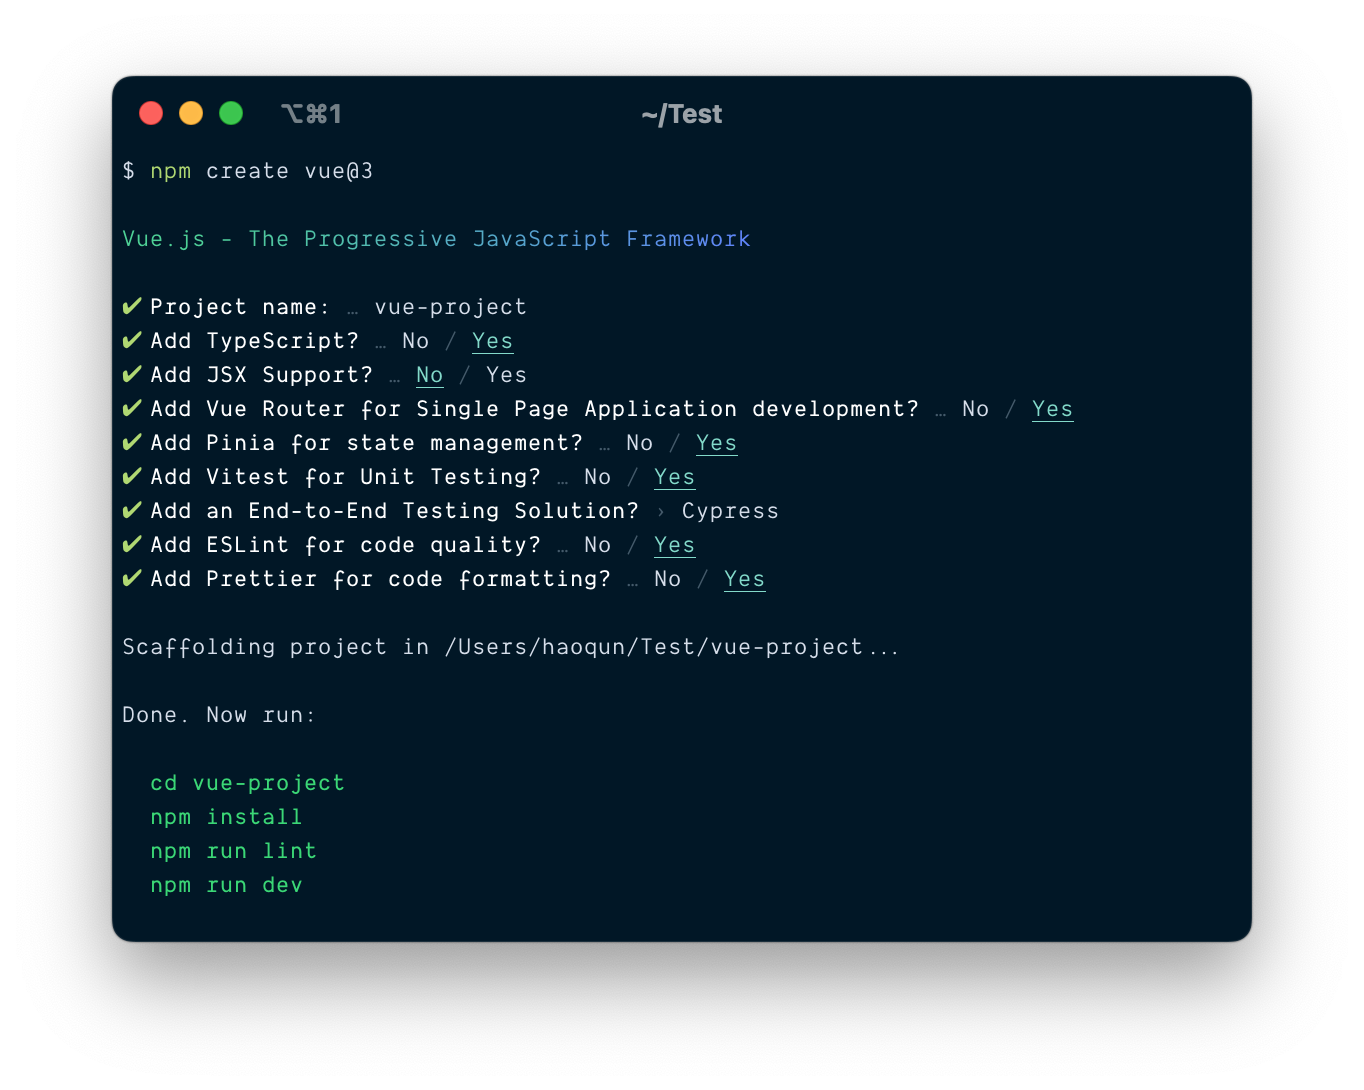 ⌥⌘1 ~/Test
$ npm create vue@3
Vue.js - The Progressive JavaScript Framework
✔ Project name: … vue-project
✔ Add TypeScript? … No / Yes
✔ Add JSX Support? … No / Yes
✔ Add Vue Router for Single Page Application development? … No / Yes
✔ Add Pinia for state management? … No / Yes
✔ Add Vitest for Unit Testing? … No / Yes
✔ Add an End-to-End Testing Solution? › Cypress
✔ Add ESLint for code quality? … No / Yes
✔ Add Prettier for code formatting? … No / Yes
Scaffolding project in /Users/haoqun/Test/vue-project...
Done. Now run:
cd vue-project
npm install
npm run lint
npm run dev